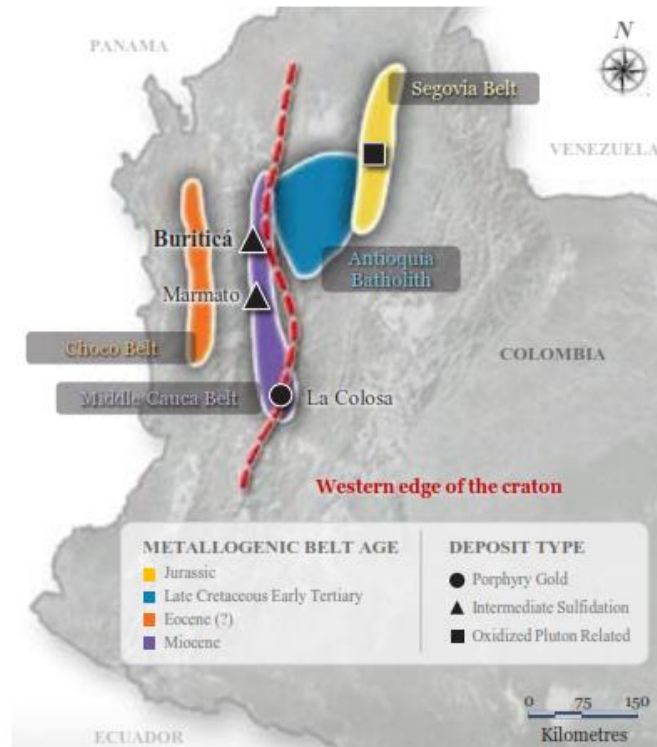 PANAMA
N
Segovia Belt
VENEZUELA
Buriticá
Antioquia
Batholith
Marmato
Choco Belt
COLOMBIA
Middle Cauca Belt
La Colosa
Western edge of the craton
METALLOGENIC BELT AGE
Jurassic
Late Cretaceous Early Tertiary
Eocene (?)
Miocene
DEPOSIT TYPE
Porphyry Gold
Intermediate Sulfidation
Oxidized Pluton Related
0 75 150
Kilometres
ECUADOR